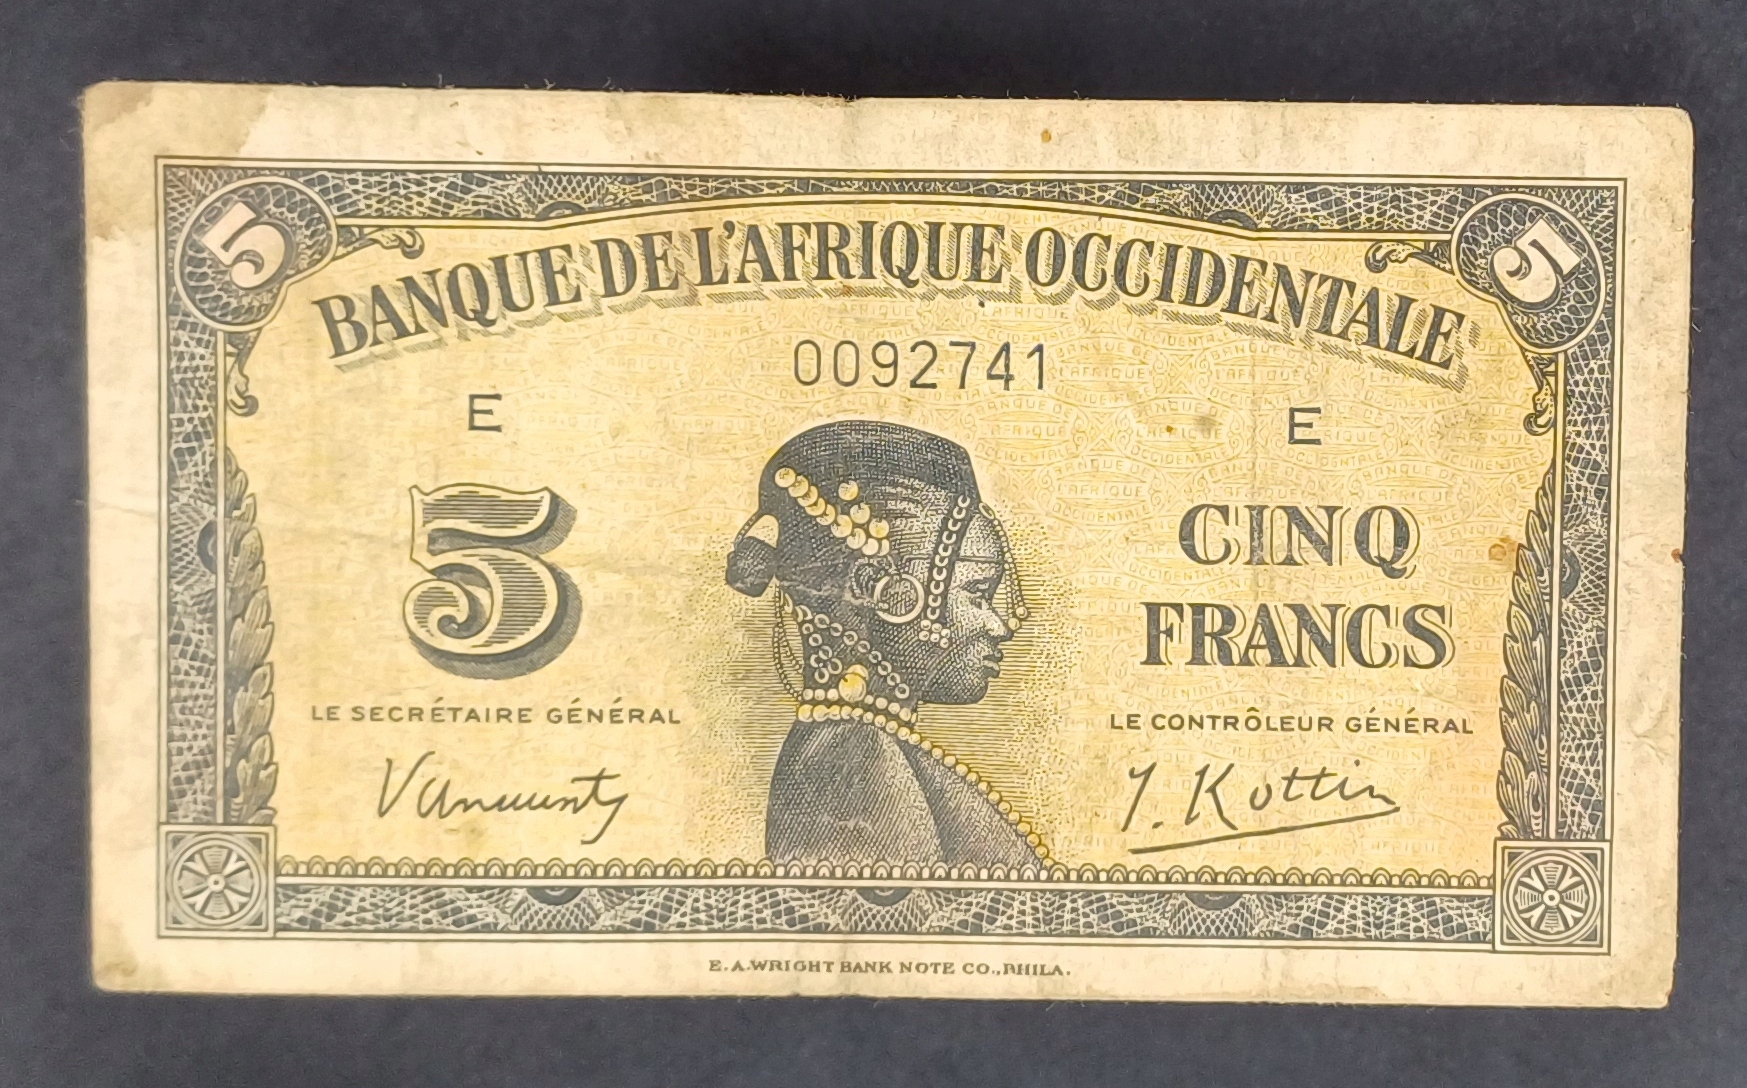 5
5
BANQUE DE L'AFRIQUE OCCIDENTALE
0092741
E
E
5
CINQ
FRANCS
LE SECRÉTAIRE GÉNÉRAL
LE CONTRÔLEUR GÉNÉRAL
E.A.WRIGHT BANK NOTE CO.,PHILA.